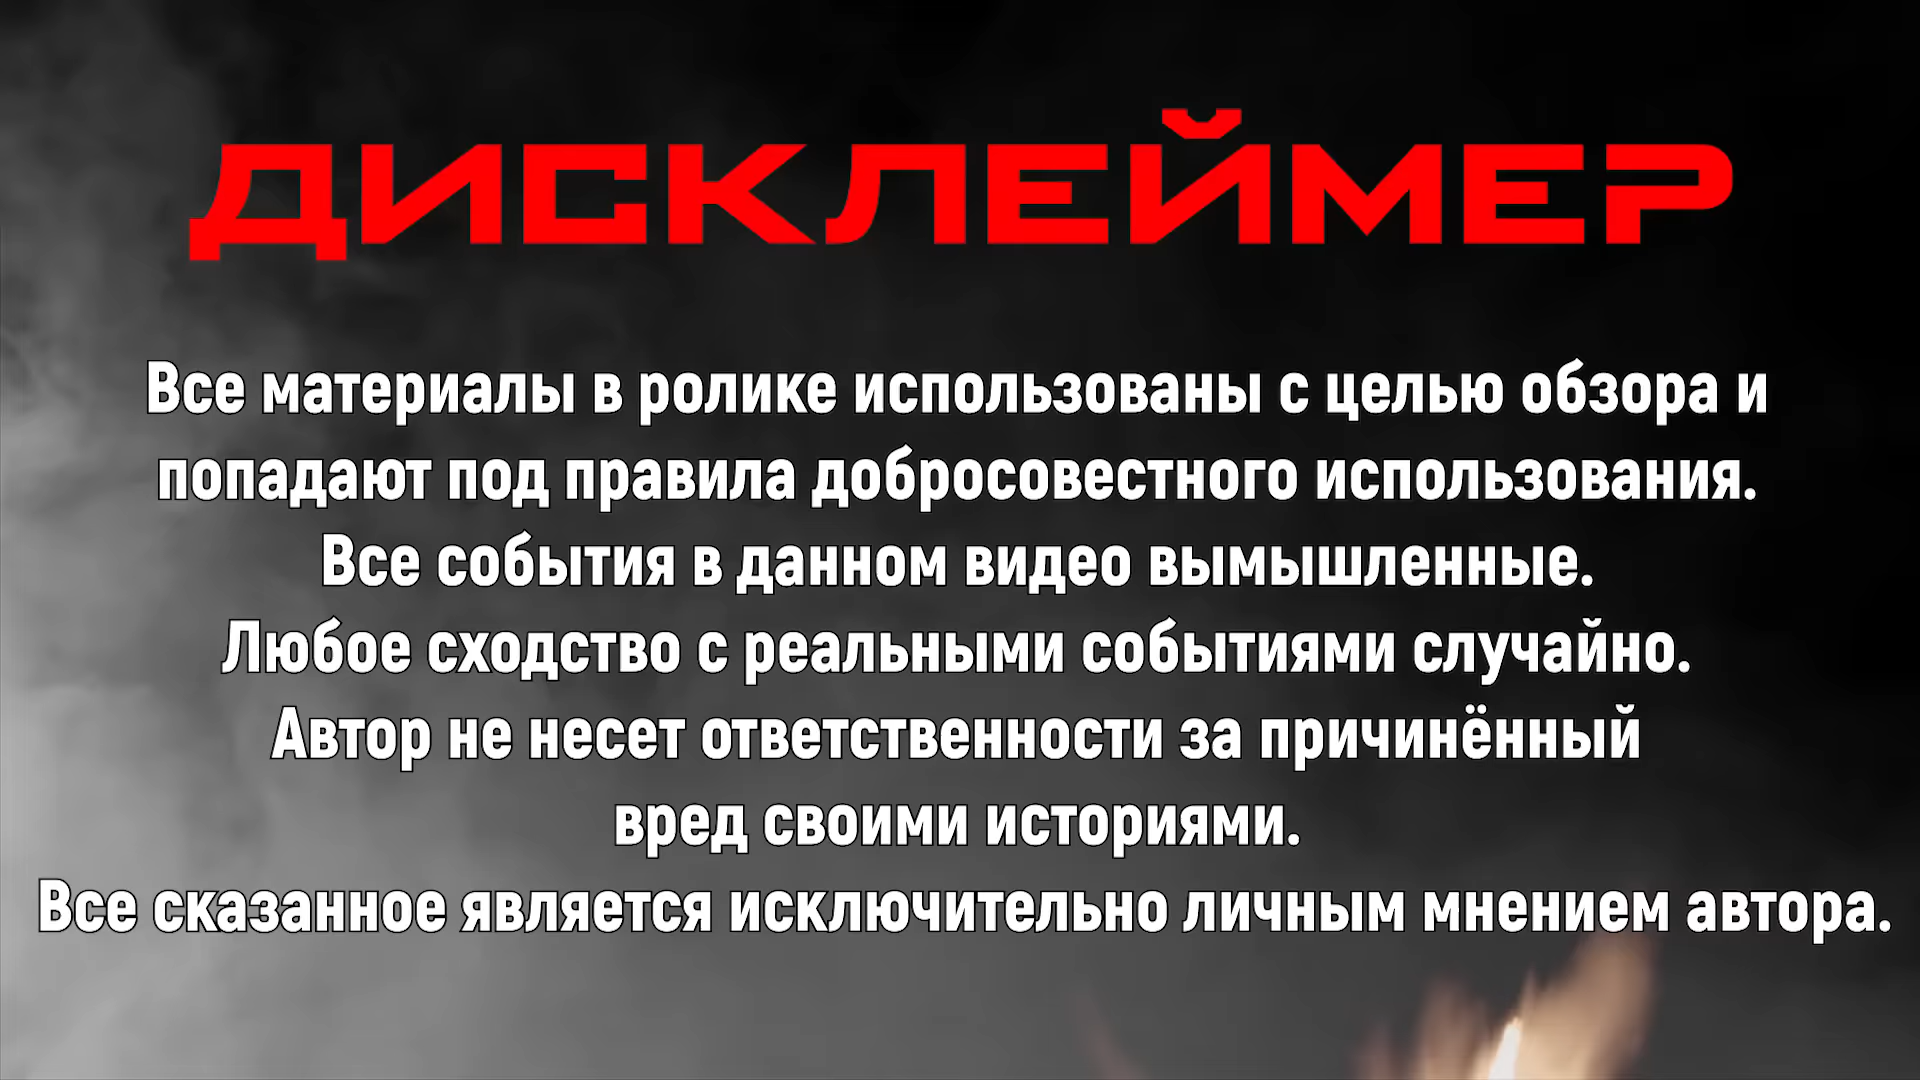 ДИСКЛЕЙМЕР
Все материалы в ролике использованы с целью обзора и
попадают под правила добросовестного использования.
Все события в данном видео вымышленные.
Любое сходство с реальными событиями случайно.
Автор не несет ответственности за причинённый
вред своими историями.
Все сказанное является исключительно личным мнением автора.